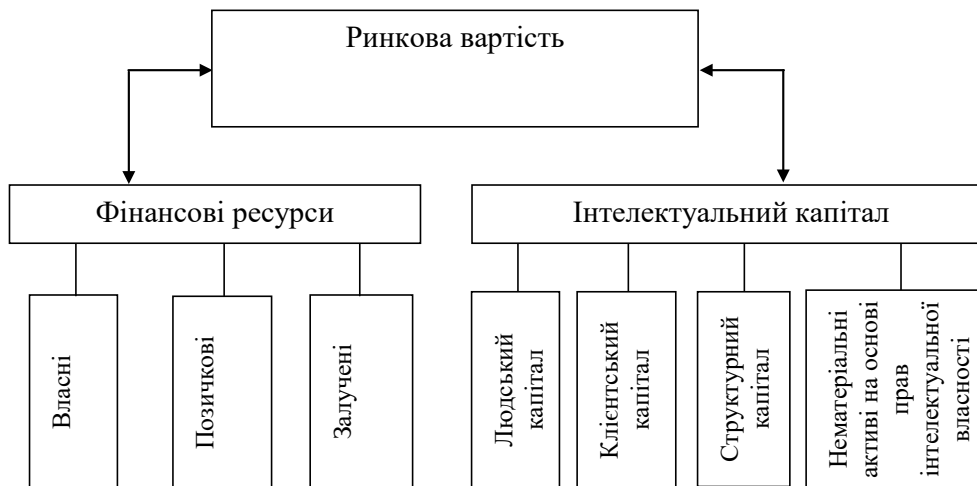 Ринкова вартість
Фінансові ресурси
Інтелектуальний капітал
Власні
Позичкові
Залучені
Людський
капітал
Клієнтський
капітал
Структурний
капітал
Нематеріальні
активі на основі
прав
інтелектуальної
власності